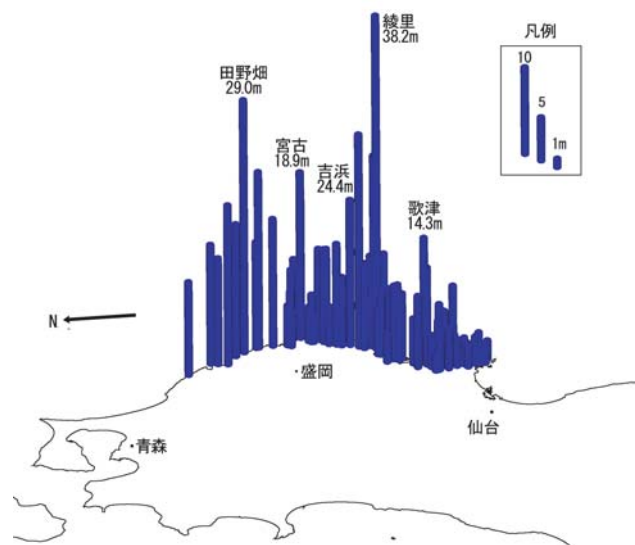 綾里
38.2m
凡例
10
5
1m
田野畑
29.0m
宮古
18.9m
吉浜
24.4m
歌津
14.3m
N
・盛岡
仙台
・青森